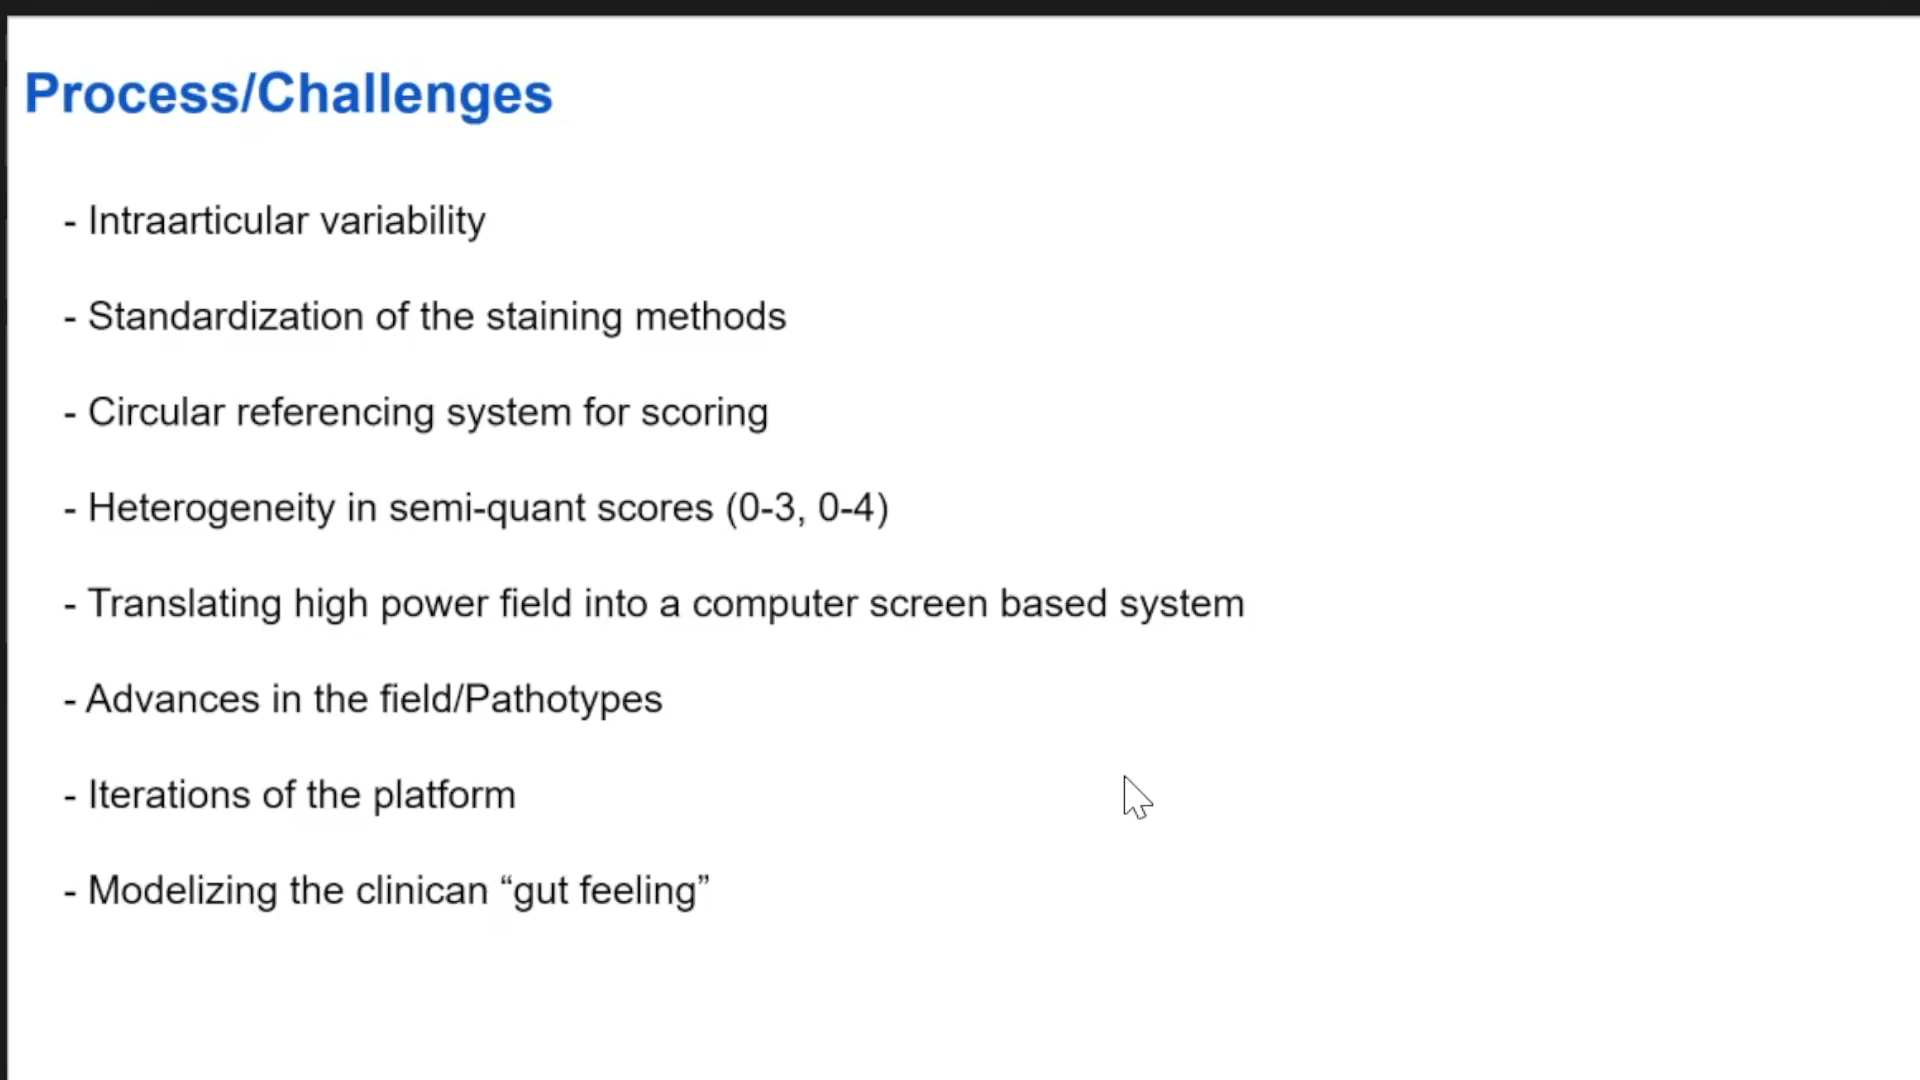 Process/Challenges
- Intraarticular variability
- Standardization of the staining methods
- Circular referencing system for scoring
- Heterogeneity in semi-quant scores (0-3, 0-4)
- Translating high power field into a computer screen based system
- Advances in the field/Pathotypes
- Iterations of the platform
- Modelizing the clinican “gut feeling”